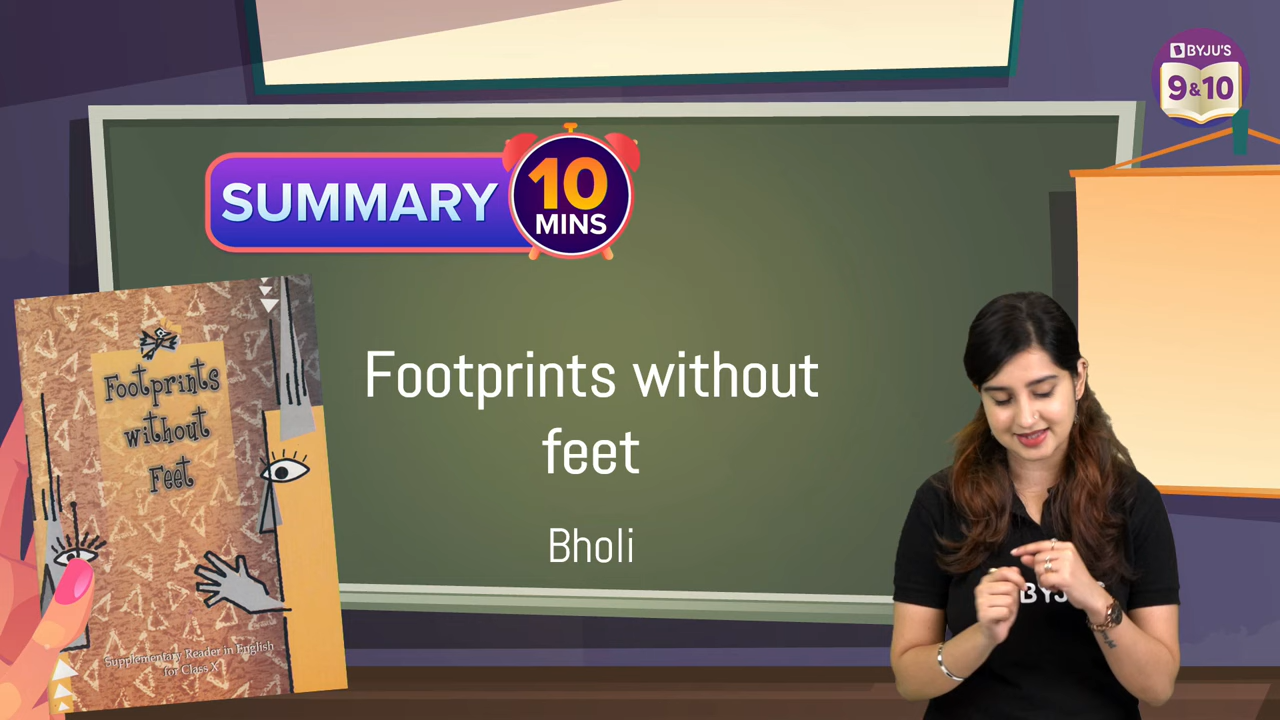 BYJU'S
9&10
SUMMARY
10
MINS
Footprints
without
Feet
Footprints without
feet
Bholi
Supplementary Reader in English
for Class X